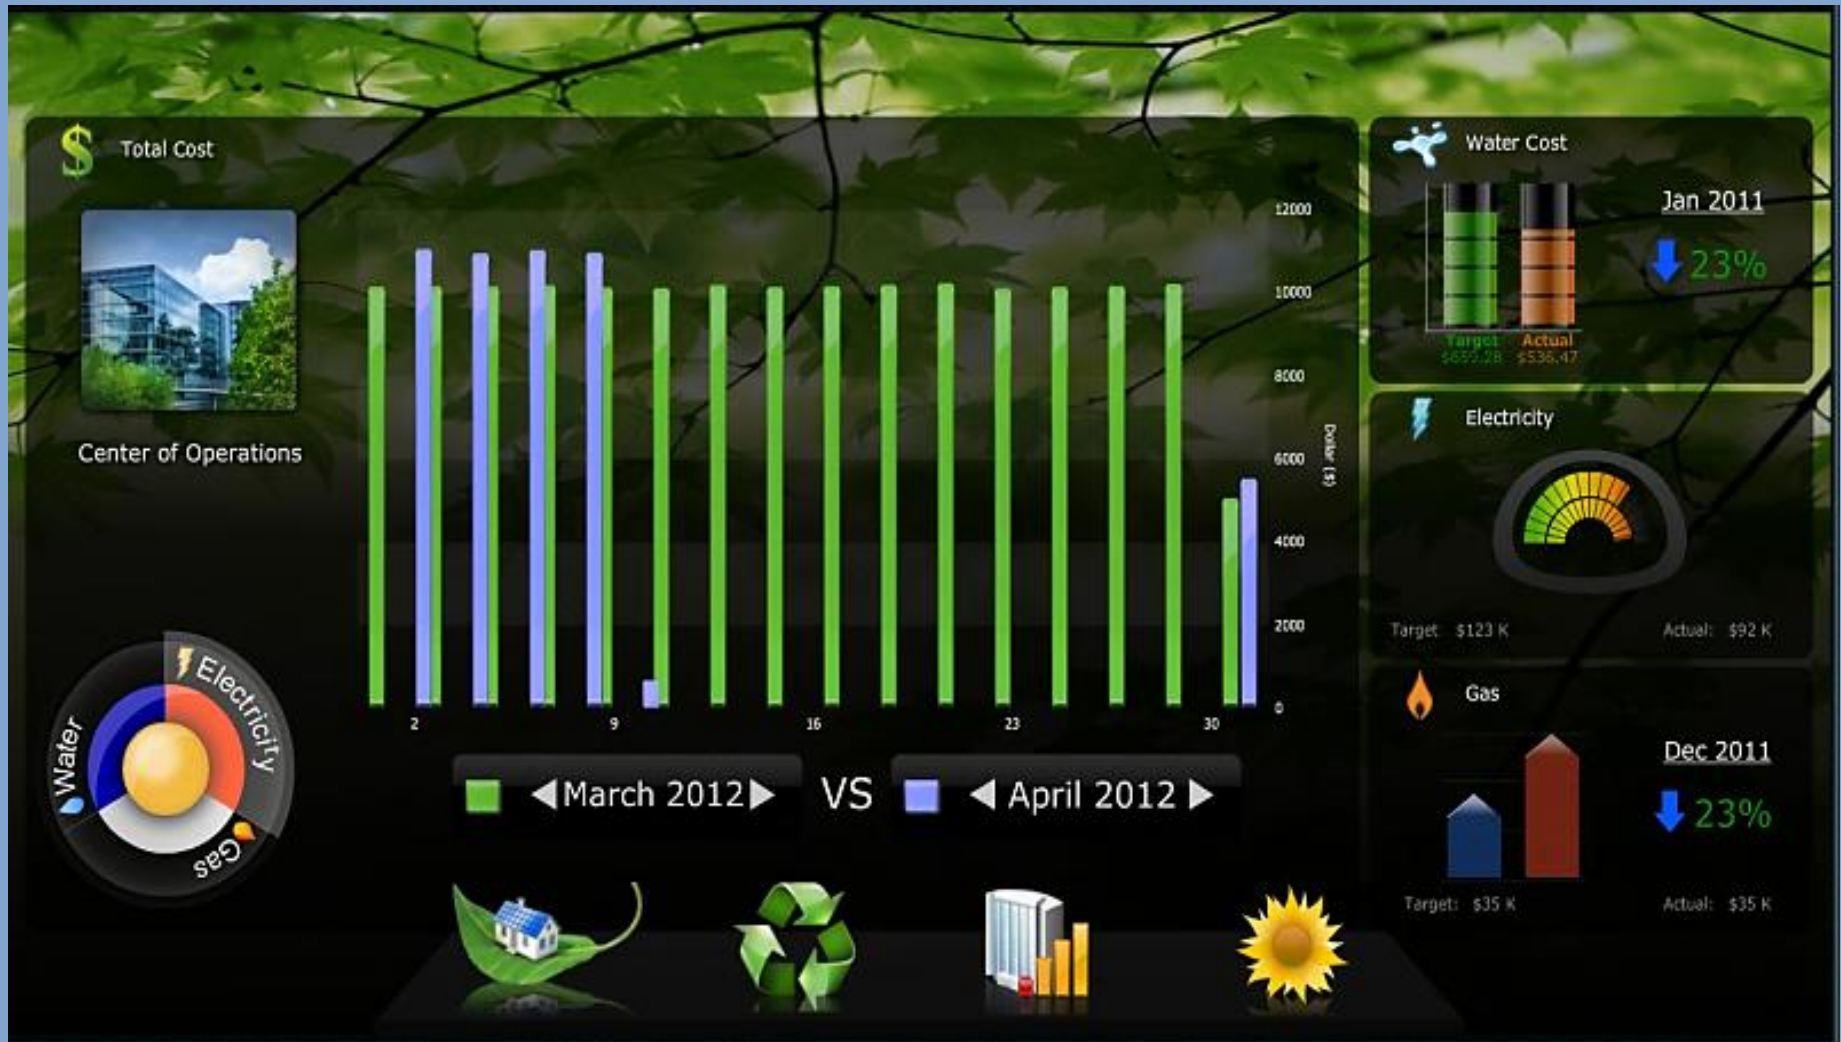 Total Cost
Center of Operations
12000
10000
8000
6000
4000
2000
0
Dollar ($)
2 9 16 23 30
March 2012 VS April 2012
Electricity
Water
Gas
Water Cost
Jan 2011
23%
Target Actual
$659.28 $536.47
Electricity
Target $123 K Actual: $92 K
Gas
Dec 2011
23%
Target: $35 K Actual: $35 K